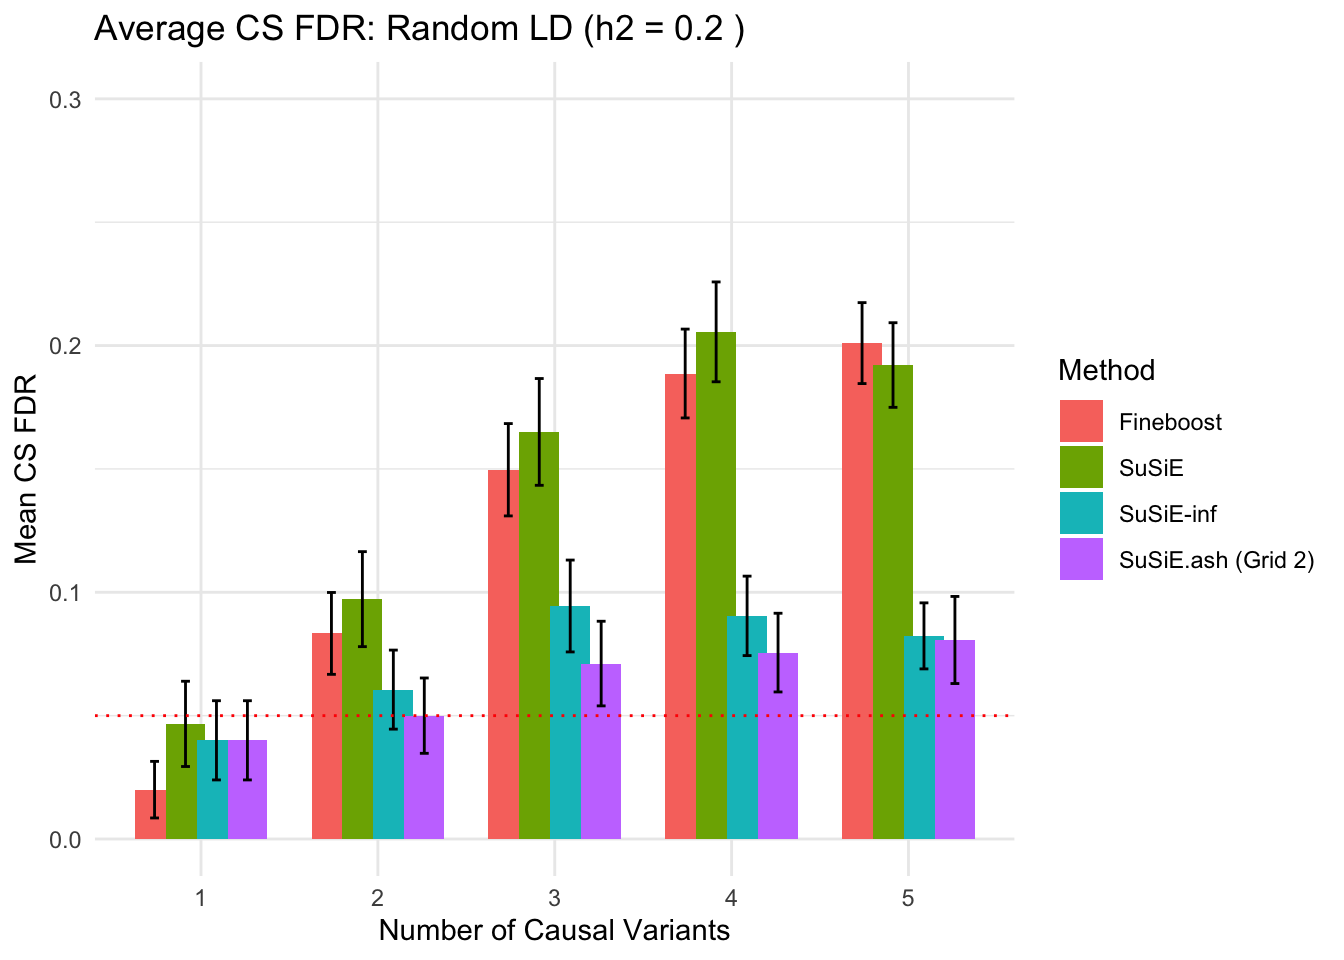 Average CS FDR: Random LD (h2 = 0.2 )
0.3
0.2
0.1
0.0
Mean CS FDR
1 2 3 4 5
Number of Causal Variants
Method
Fineboost
SuSiE
SuSiE-inf
SuSiE.ash (Grid 2)